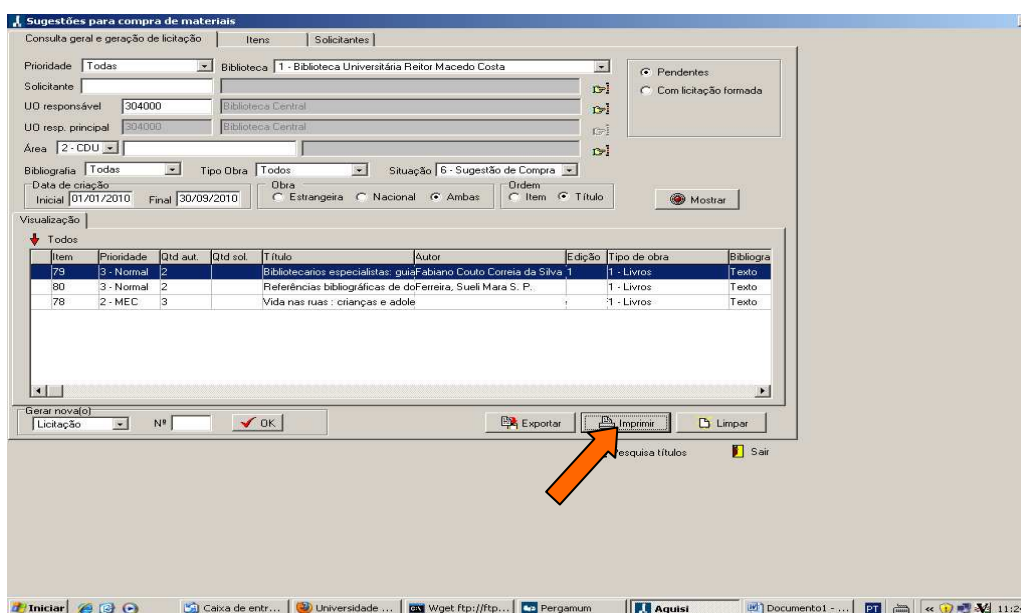 Sugestões para compra de materiais
Consulta geral e geração de licitação Itens Solicitantes
Prioridade Todas Biblioteca 1 - Biblioteca Universitária Reitor Macedo Costa Pendentes
Solicitante Com licitação formada
UO responsável 304000 Biblioteca Central
UO resp. principal 304000 Biblioteca Central
Área 2 - CDU
Bibliografia Todas Tipo Obra Todos Situação 6 - Sugestão de Compra
Data de criação Obra Ordem
Inicial 01/01/2010 Final 30/09/2010 Estrangeira Nacional Ambas Item Título Mostrar
Visualização
Todos
Item Prioridade Qtd aut. Qtd sol. Título Autor Edição Tipo de obra Bibliogra
79 3 - Normal 2 Bibliotecarios especialistas: guia Fabiano Couto Correia da Silva 1 1 - Livros Texto
80 3 - Normal 2 Referências bibliográficas de do Ferreira, Sueli Mara S. P. 1 - Livros Texto
78 2 - MEC 3 Vida nas ruas : crianças e adole 1 - Livros Texto
Gerar nova(o)
Licitação Nº OK Exportar Imprimir Limpar
esquisa títulos Sair
Iniciar Caixa de entr... Universidade ... Wget ftp://ftp... Pergamum Aquisi Documento1 - ... PT 11:2